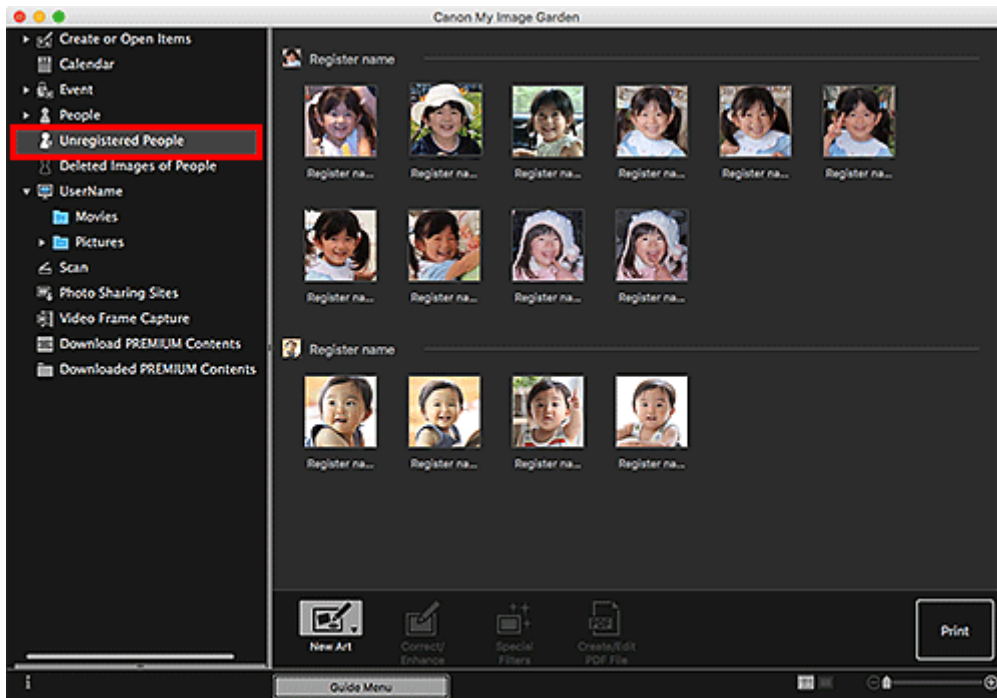 Canon My Image Garden
Create or Open Items
Calendar
Event
People
Unregistered People
Deleted Images of People
UserName
Movies
Pictures
Scan
Photo Sharing Sites
Video Frame Capture
Download PREMIUM Contents
Downloaded PREMIUM Contents
Register name
Register na... Register na... Register na... Register na... Register na... Register na...
Register na... Register na... Register na... Register na...
Register name
Register na... Register na... Register na... Register na...
New Art
Correct/
Enhance
Special
Filters
Create/Edit
PDF File
PDF
Print
Guide Menu